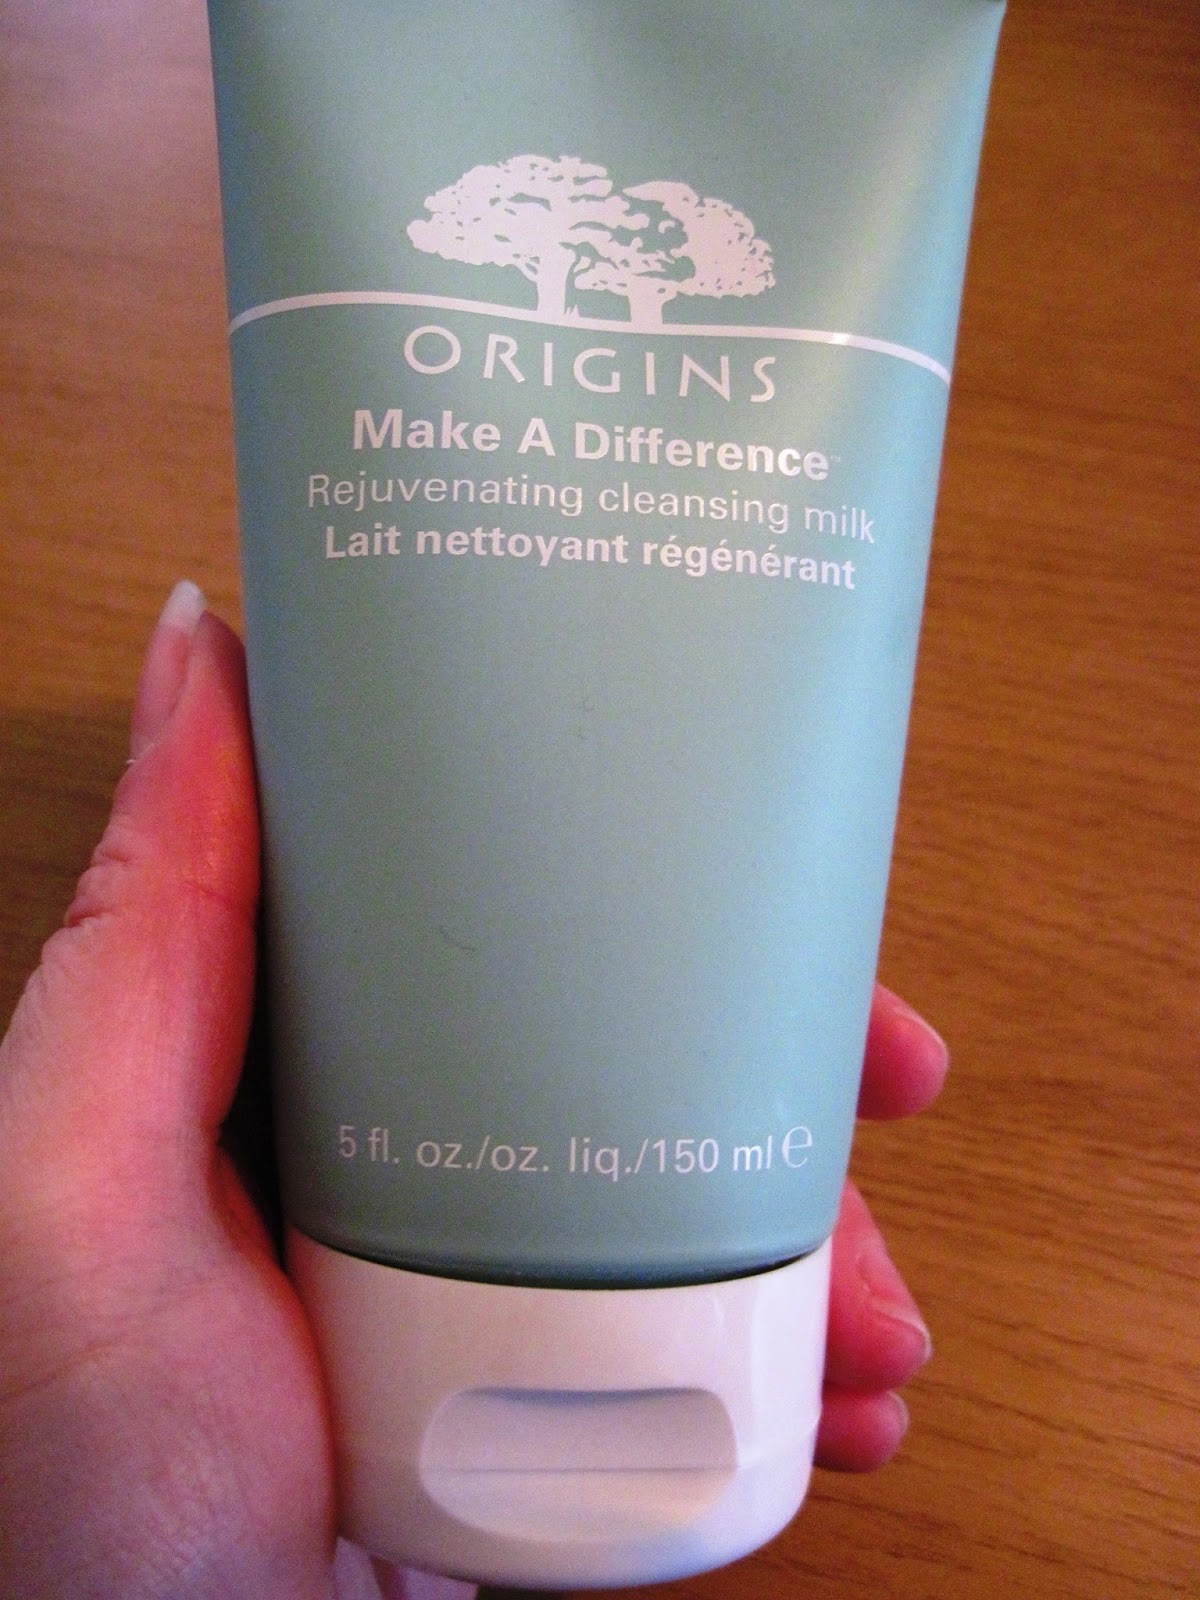 ORIGINS
Make A Difference™
Rejuvenating cleansing milk
Lait nettoyant régénérant
5 fl. oz./oz. liq./150 ml ℮